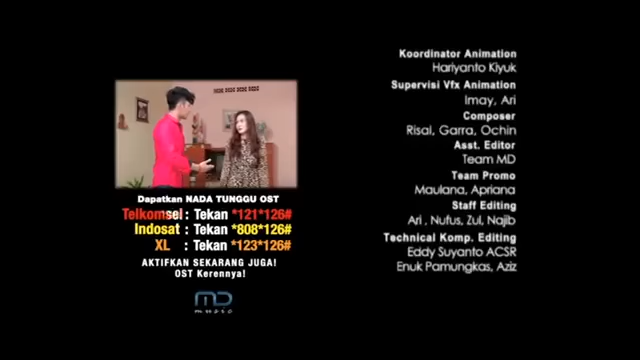 Dapatkan NADA TUNGGU OST
Telkomsel : Tekan *121*126#
Indosat : Tekan *808*126#
XL : Tekan *123*126#
AKTIFKAN SEKARANG JUGA!
OST Kerennya!
MD
music
Koordinator Animation
Hariyanto Kiyuk
Supervisi Vfx Animation
Imay, Ari
Composer
Risal, Garra, Ochin
Asst. Editor
Team MD
Team Promo
Maulana, Apriana
Staff Editing
Ari , Nufus, Zul, Najib
Technical Komp. Editing
Eddy Suyanto ACSR
Enuk Pamungkas, Aziz